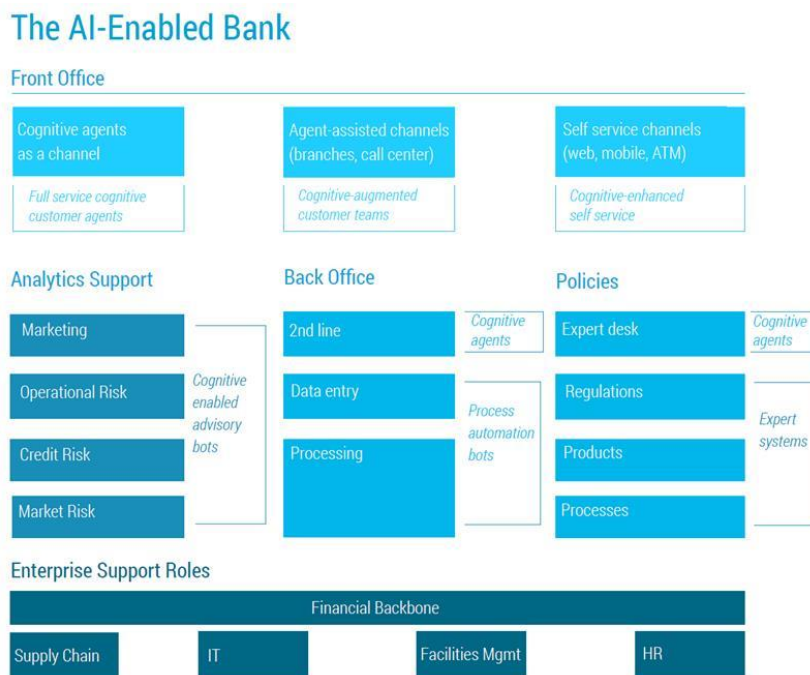 The AI-Enabled Bank
Front Office
Cognitive agents
as a channel
Full service cognitive
customer agents
Agent-assisted channels
(branches, call center)
Cognitive-augmented
customer teams
Self service channels
(web, mobile, ATM)
Cognitive-enhanced
self service
Analytics Support
Marketing
Operational Risk
Credit Risk
Market Risk
Cognitive
enabled
advisory
bots
Back Office
2nd line
Cognitive
agents
Data entry
Processing
Process
automation
bots
Policies
Expert desk
Cognitive
agents
Regulations
Products
Processes
Expert
systems
Enterprise Support Roles
Financial Backbone
Supply Chain
IT
Facilities Mgmt
HR